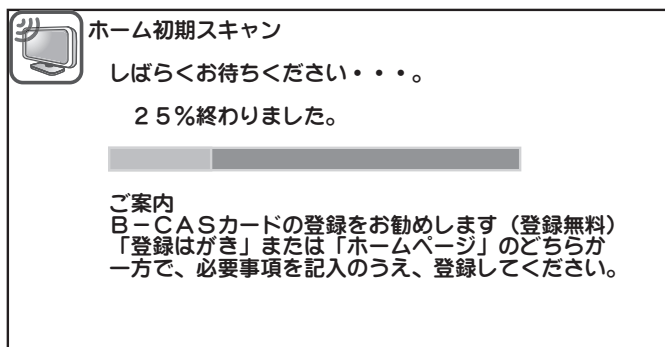 ホーム初期スキャン
しばらくお待ちください・・・。
２５％終わりました。
ご案内
Ｂ－ＣＡＳカードの登録をお勧めします（登録無料）
「登録はがき」または「ホームページ」のどちらか
一方で、必要事項を記入のうえ、登録してください。